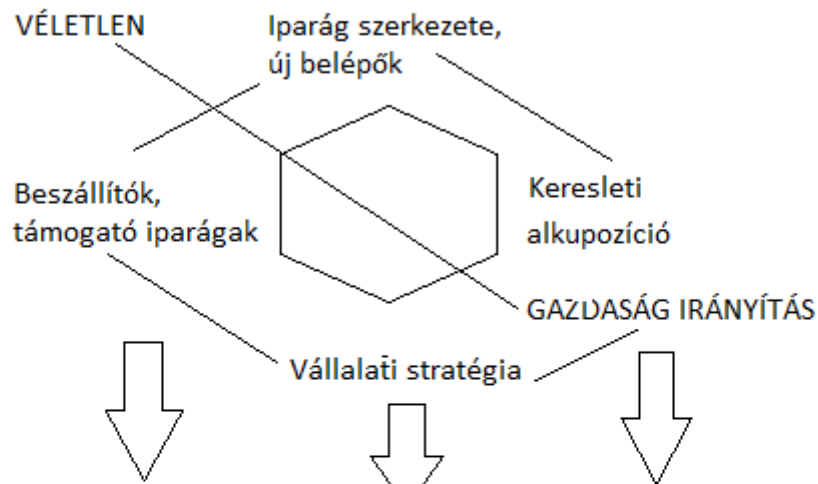 VÉLETLEN
Iparág szerkezete,
új belépők
Beszállítók,
támogató iparágak
Keresleti
alkupozíció
GAZDASÁG IRÁNYÍTÁS
Vállalati stratégia